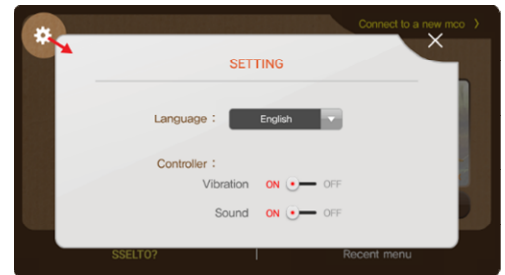 Connect to a new mco
SETTING
Language :
English
Controller :
Vibration ON OFF
Sound ON OFF
SSELTO?
Recent menu